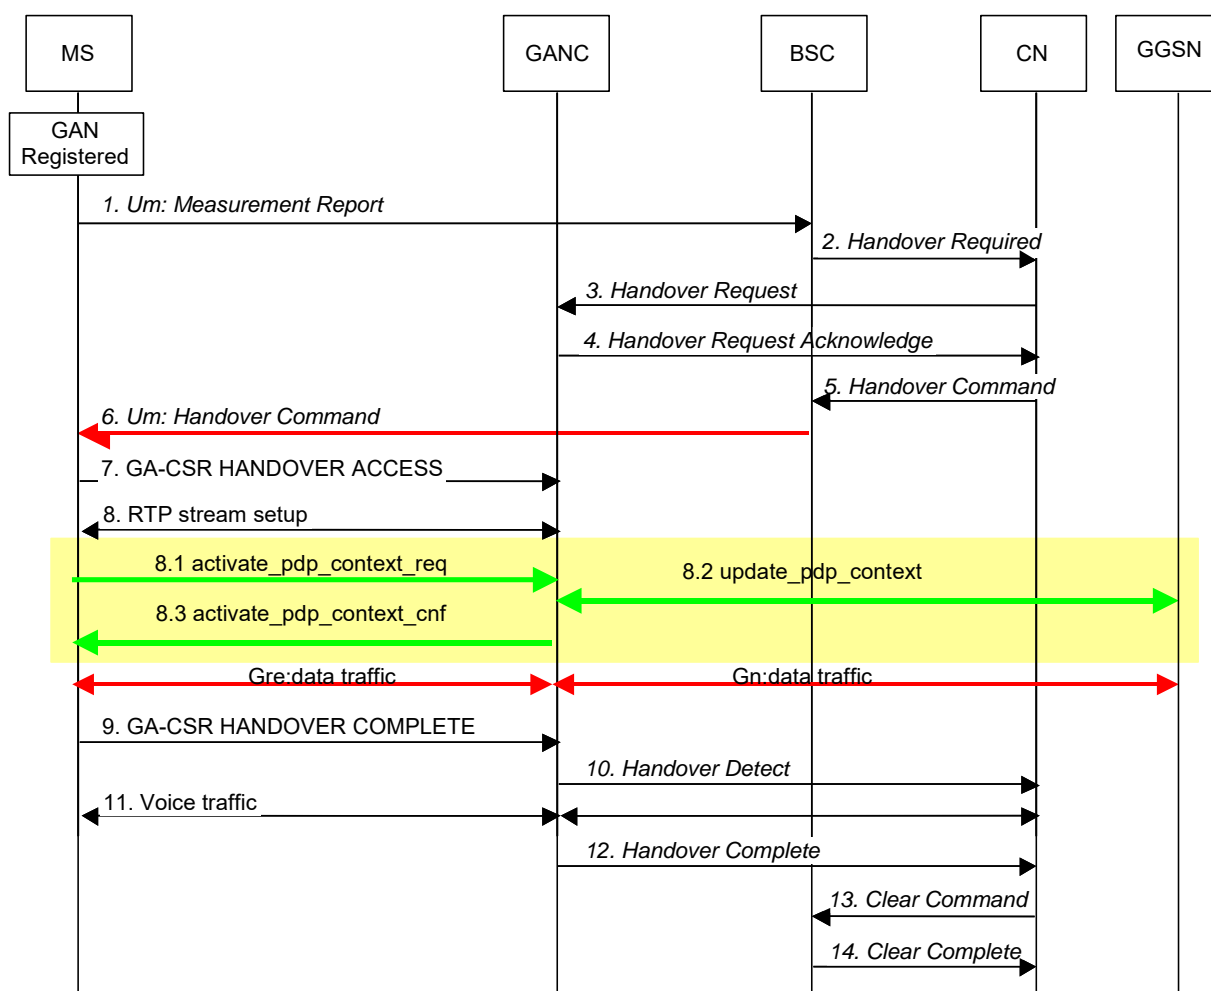 MS
GANC
BSC
CN
GGSN
GAN
Registered
1. Um: Measurement Report
2. Handover Required
3. Handover Request
4. Handover Request Acknowledge
5. Handover Command
6. Um: Handover Command
7. GA-CSR HANDOVER ACCESS
8. RTP stream setup
8.1 activate_pdp_context_req
8.2 update_pdp_context
8.3 activate_pdp_context_cnf
Gre:data traffic
Gn:data traffic
9. GA-CSR HANDOVER COMPLETE
10. Handover Detect
11. Voice traffic
12. Handover Complete
13. Clear Command
14. Clear Complete